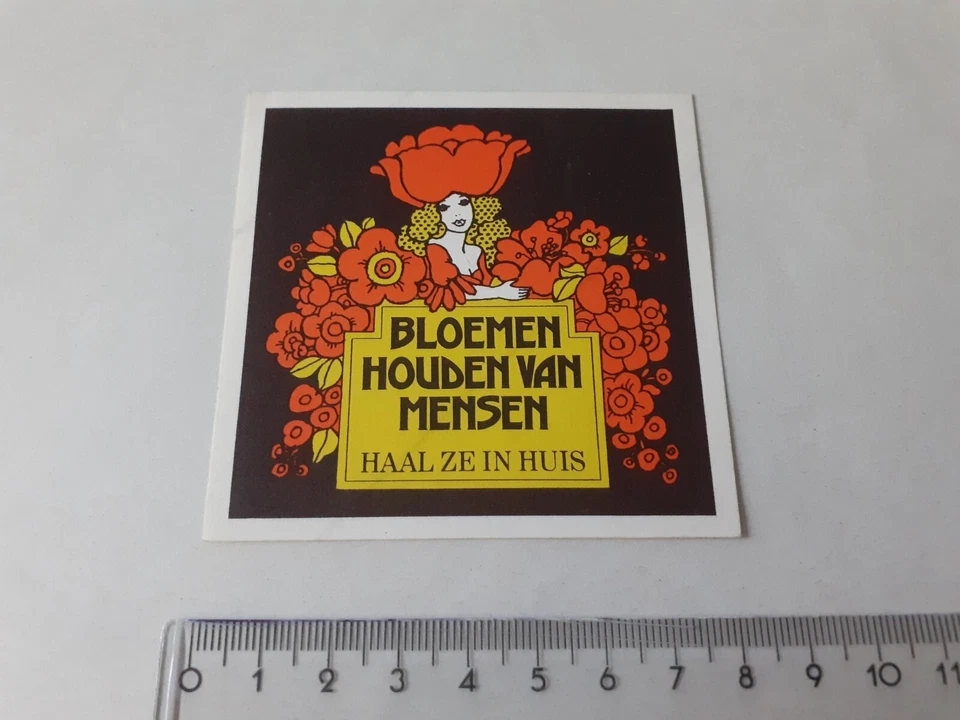 BLOEMEN
HOUDEN VAN
MENSEN
HAAL ZE IN HUIS
0 1 2 3 4 5 6 7 8 9 10 11